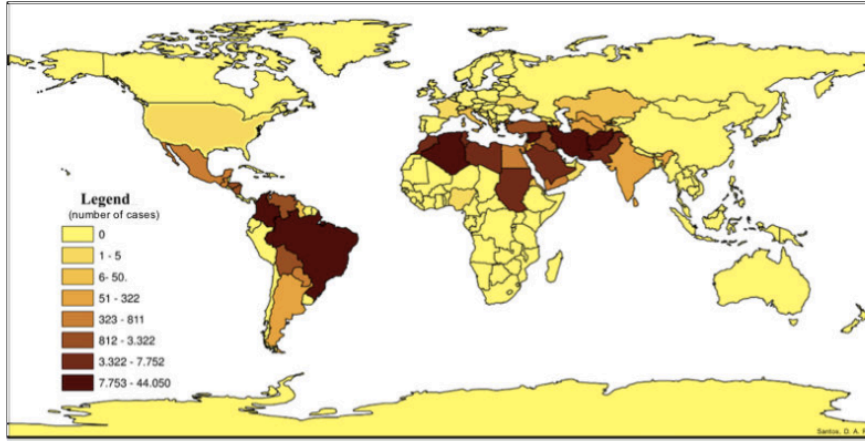 Legend
(number of cases)
0
1 - 5
6- 50.
51 - 322
323 - 811
812 - 3.322
3.322 - 7.752
7.753 - 44.050
Santos, D. A.